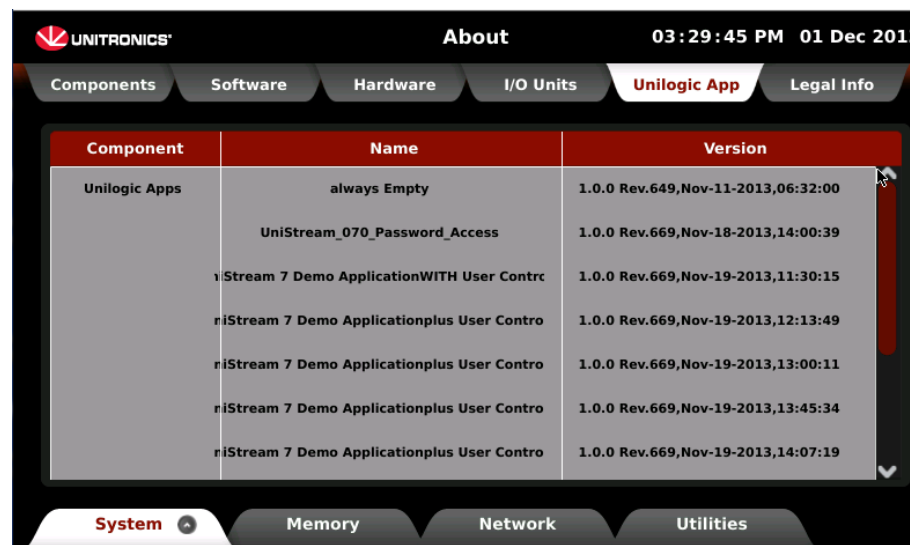 UNITRONICS
About
03:29:45 PM 01 Dec 201
Components Software Hardware I/O Units Unilogic App Legal Info
Component Name Version
Unilogic Apps always Empty 1.0.0 Rev.649,Nov-11-2013,06:32:00
UniStream_070_Password_Access 1.0.0 Rev.669,Nov-18-2013,14:00:39
iStream 7 Demo ApplicationWITH User Contro 1.0.0 Rev.669,Nov-19-2013,11:30:15
niStream 7 Demo Applicationplus User Contro 1.0.0 Rev.669,Nov-19-2013,12:13:49
niStream 7 Demo Applicationplus User Contro 1.0.0 Rev.669,Nov-19-2013,13:00:11
niStream 7 Demo Applicationplus User Contro 1.0.0 Rev.669,Nov-19-2013,13:45:34
niStream 7 Demo Applicationplus User Contro 1.0.0 Rev.669,Nov-19-2013,14:07:19
System Memory Network Utilities